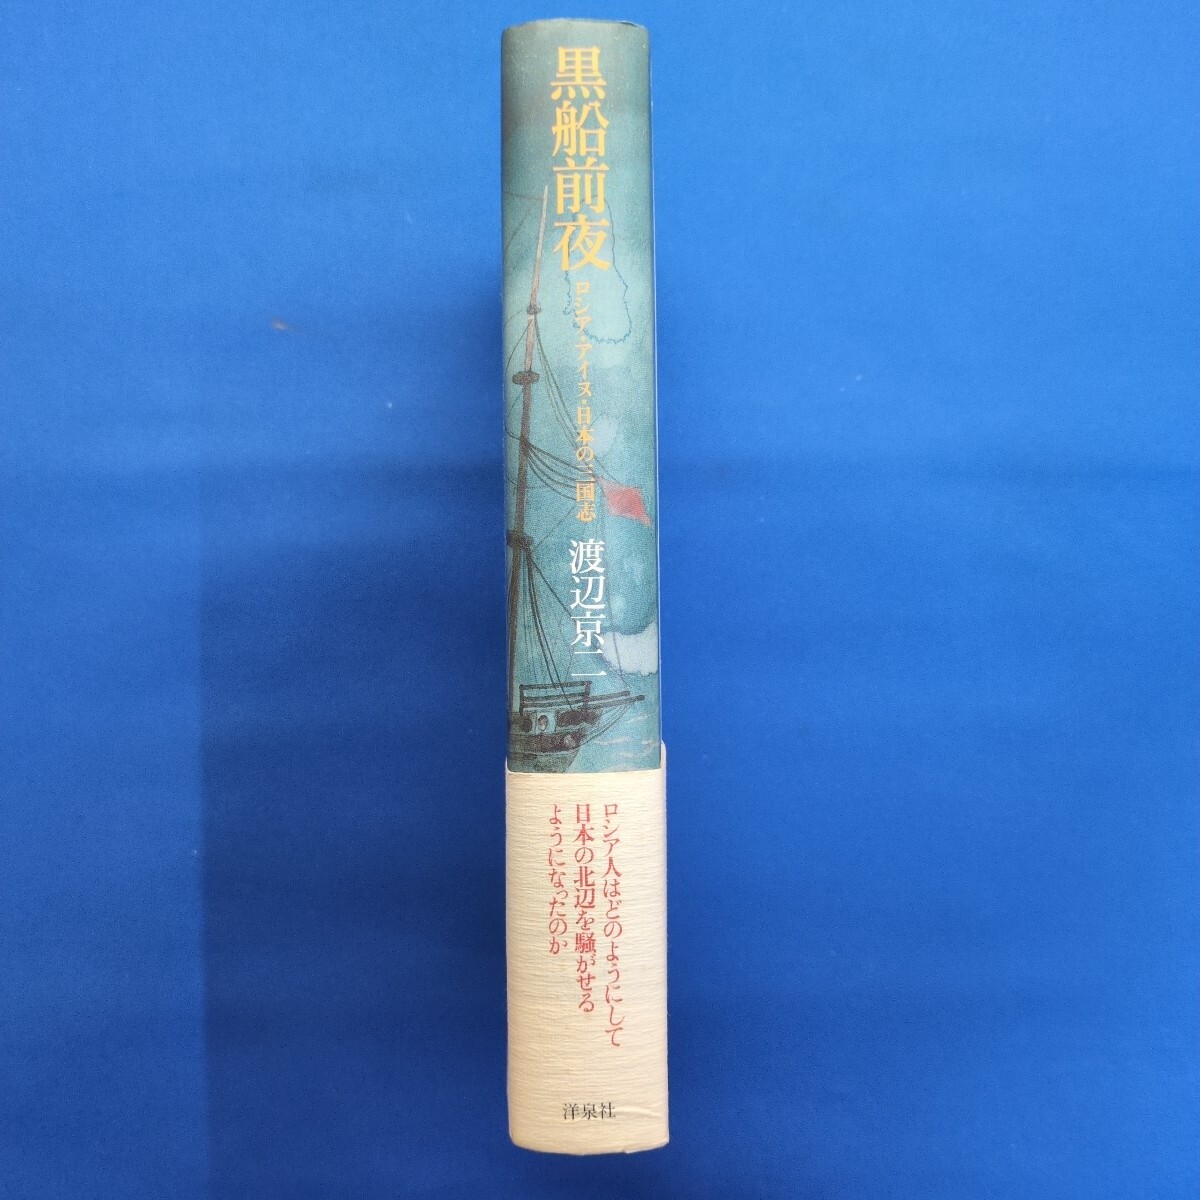 黒船前夜
ロシア・アイヌ・日本の三国志
渡辺京二
ロシア人はどのようにして
日本の北辺を騒がせる
ようになったのか
洋泉社